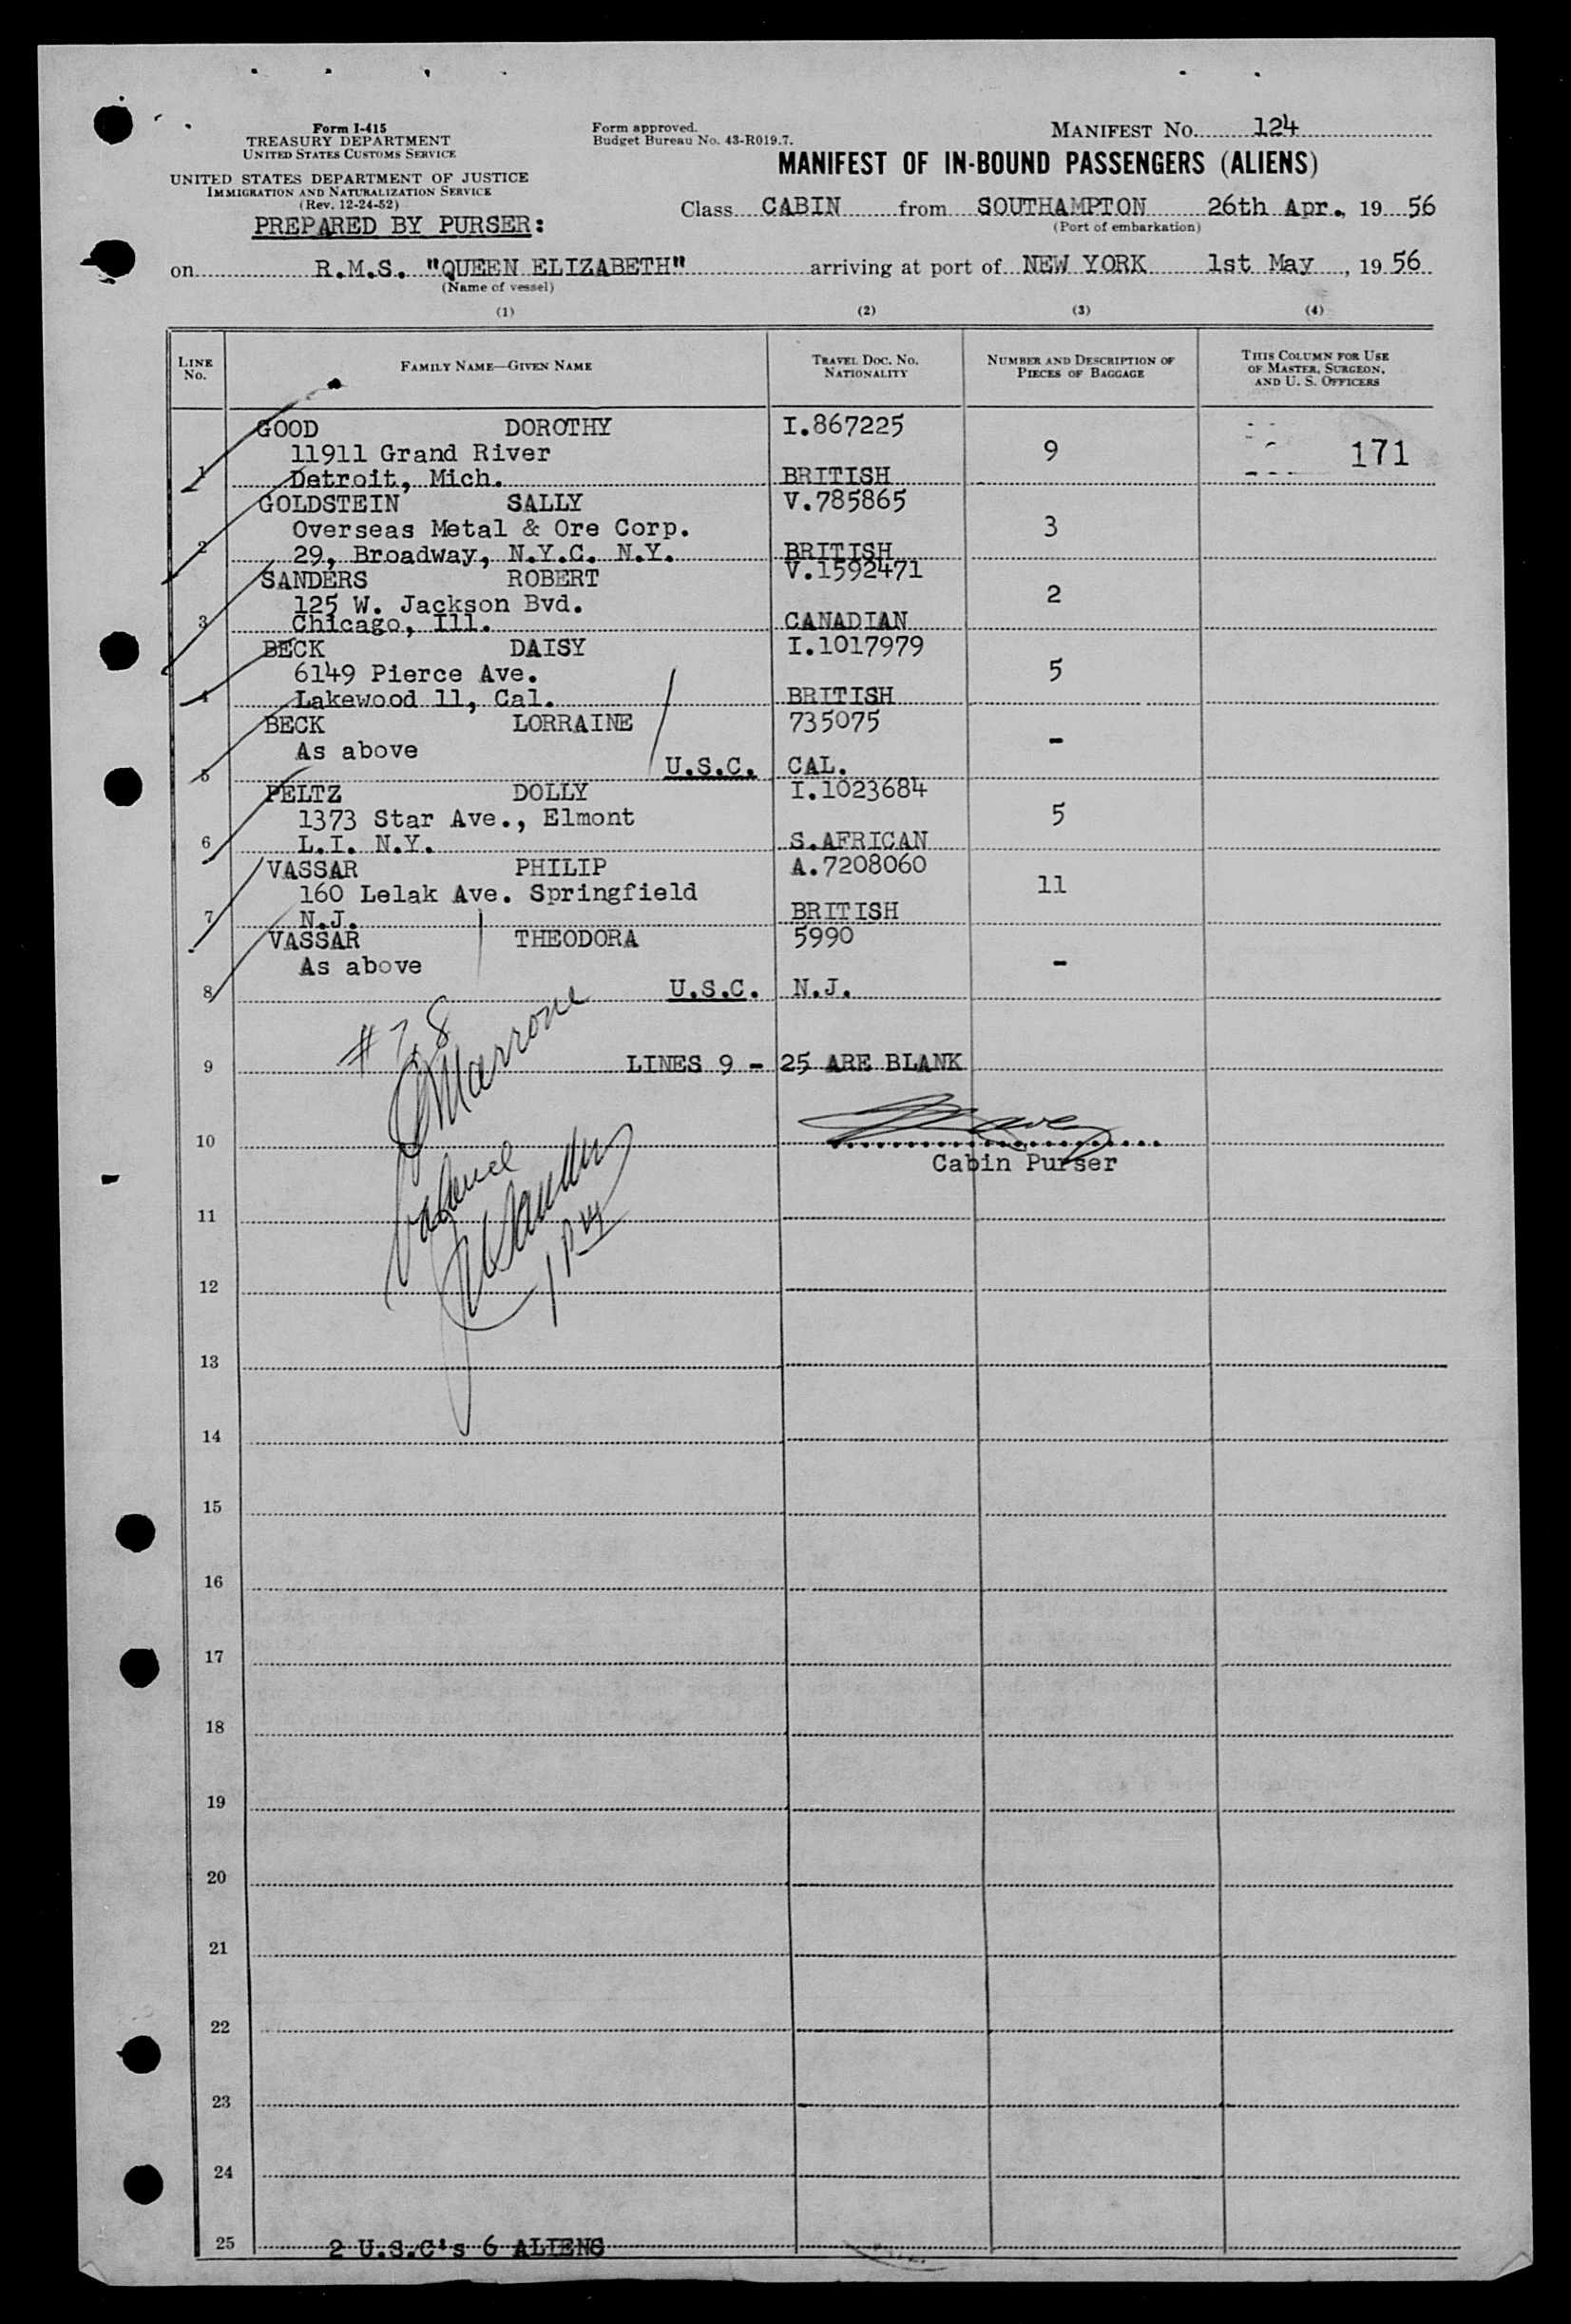 Form I-415
TREASURY DEPARTMENT
UNITED STATES CUSTOMS SERVICE
UNITED STATES DEPARTMENT OF JUSTICE
IMMIGRATION AND NATURALIZATION SERVICE
(Rev. 12-24-52)
PREPARED BY PURSER:
Form approved.
Budget Bureau No. 43-R019.7.
MANIFEST No. 124
MANIFEST OF IN-BOUND PASSENGERS (ALIENS)
Class CABIN from SOUTHAMPTON 26th Apr., 19 56
(Port of embarkation)
on R.M.S. "QUEEN ELIZABETH" arriving at port of NEW YORK 1st May, 19 56
(Name of vessel)
(1) (2) (3) (4)
LINE No. FAMILY NAME—GIVEN NAME TRAVEL DOC. NO. NATIONALITY NUMBER AND DESCRIPTION OF PIECES OF BAGGAGE THIS COLUMN FOR USE OF MASTER, SURGEON, AND U. S. OFFICERS
GOOD DOROTHY I.867225
11911 Grand River 9 171
1 Detroit, Mich. BRITISH
GOLDSTEIN SALLY V.785865
Overseas Metal & Ore Corp. 3
2 29, Broadway, N.Y.C. N.Y. BRITISH
SANDERS ROBERT V.1592471
125 W. Jackson Bvd. 2
3 Chicago, Ill. CANADIAN
BECK DAISY I.1017979
6149 Pierce Ave. 5
4 Lakewood 11, Cal. BRITISH
BECK LORRAINE 735075
As above -
5 U.S.C. CAL.
PELTZ DOLLY I.1023684
1373 Star Ave., Elmont 5
6 L.I. N.Y. S.AFRICAN
VASSAR PHILIP A.7208060
160 Lelak Ave. Springfield 11
7 N.J. BRITISH
VASSAR THEODORA 5990
As above -
8 U.S.C. N.J.
# 7, 8
Marrone
9 LINES 9 - 25 ARE BLANK
10
Cabin Purser
balance
11
12
13
14
15
16
17
18
19
20
21
22
23
24
25 2 U.S.C's 6 ALIENS